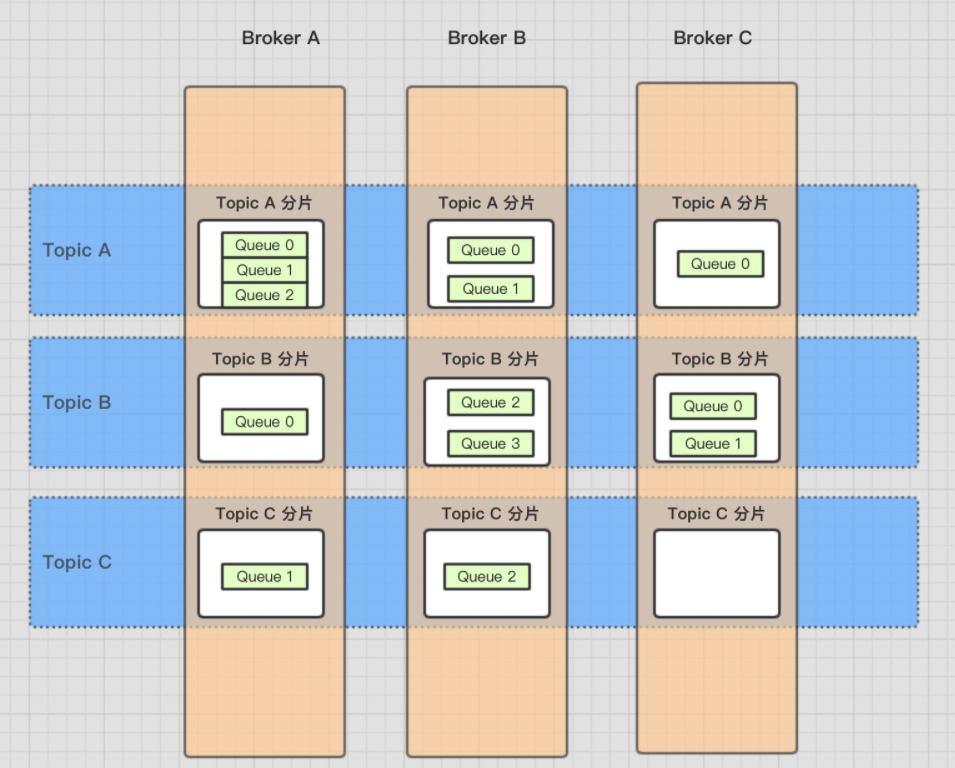 Broker A
Broker B
Broker C
Topic A
Topic A 分片
Queue 0
Queue 1
Queue 2
Topic A 分片
Queue 0
Queue 1
Topic A 分片
Queue 0
Topic B
Topic B 分片
Queue 0
Topic B 分片
Queue 2
Queue 3
Topic B 分片
Queue 0
Queue 1
Topic C
Topic C 分片
Queue 1
Topic C 分片
Queue 2
Topic C 分片